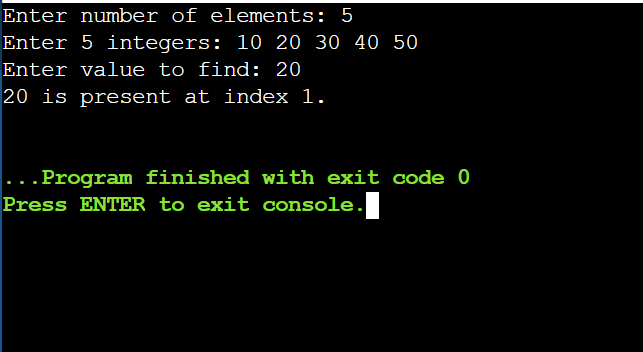 Enter number of elements: 5
Enter 5 integers: 10 20 30 40 50
Enter value to find: 20
20 is present at index 1.
...Program finished with exit code 0
Press ENTER to exit console.